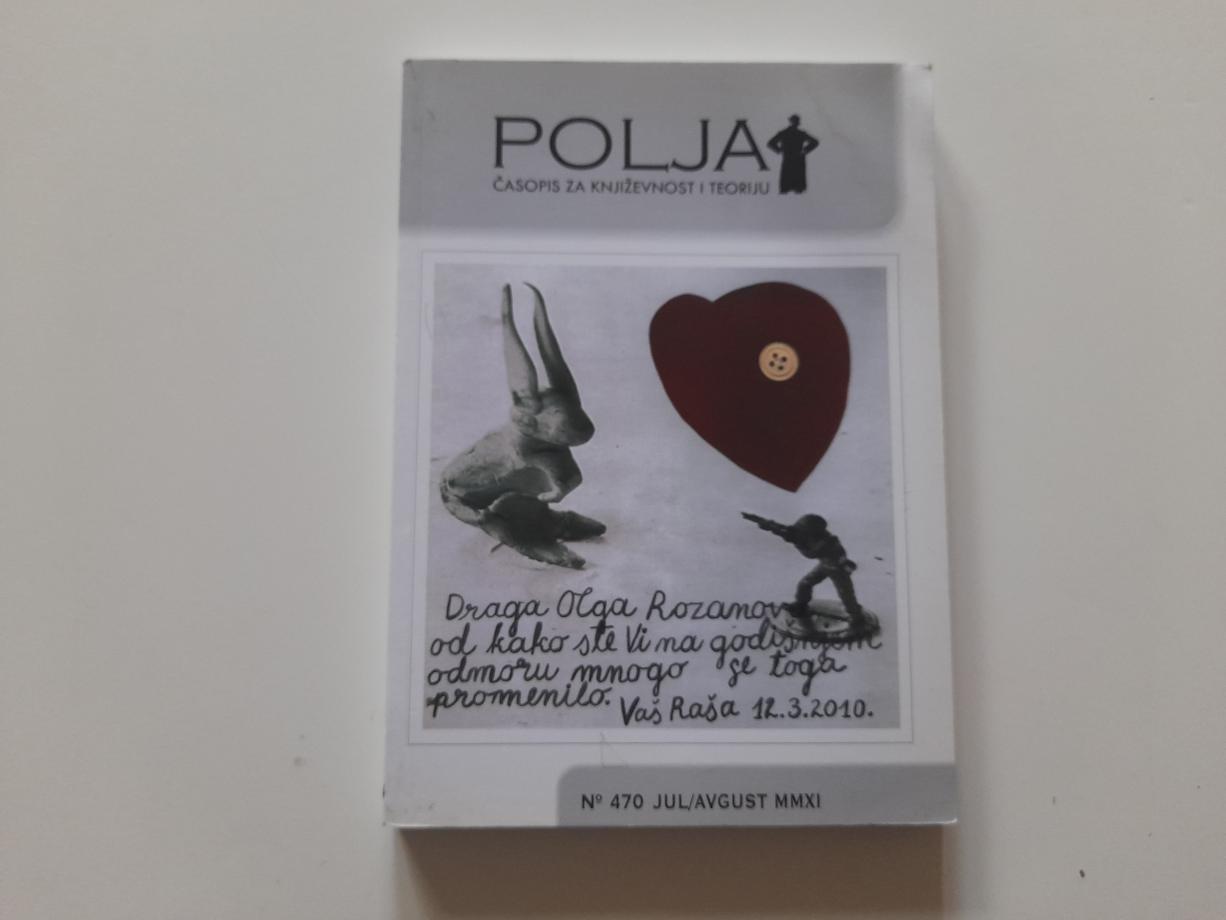 POLJA
ČASOPIS ZA KNJIŽEVNOST I TEORIJU
Draga Olga Rozanov
od kako ste Vi na godišnjem
odmoru mnogo se toga
promenilo.
Vaš Raša 12.3.2010.
Nº 470 JUL/AVGUST MMXI